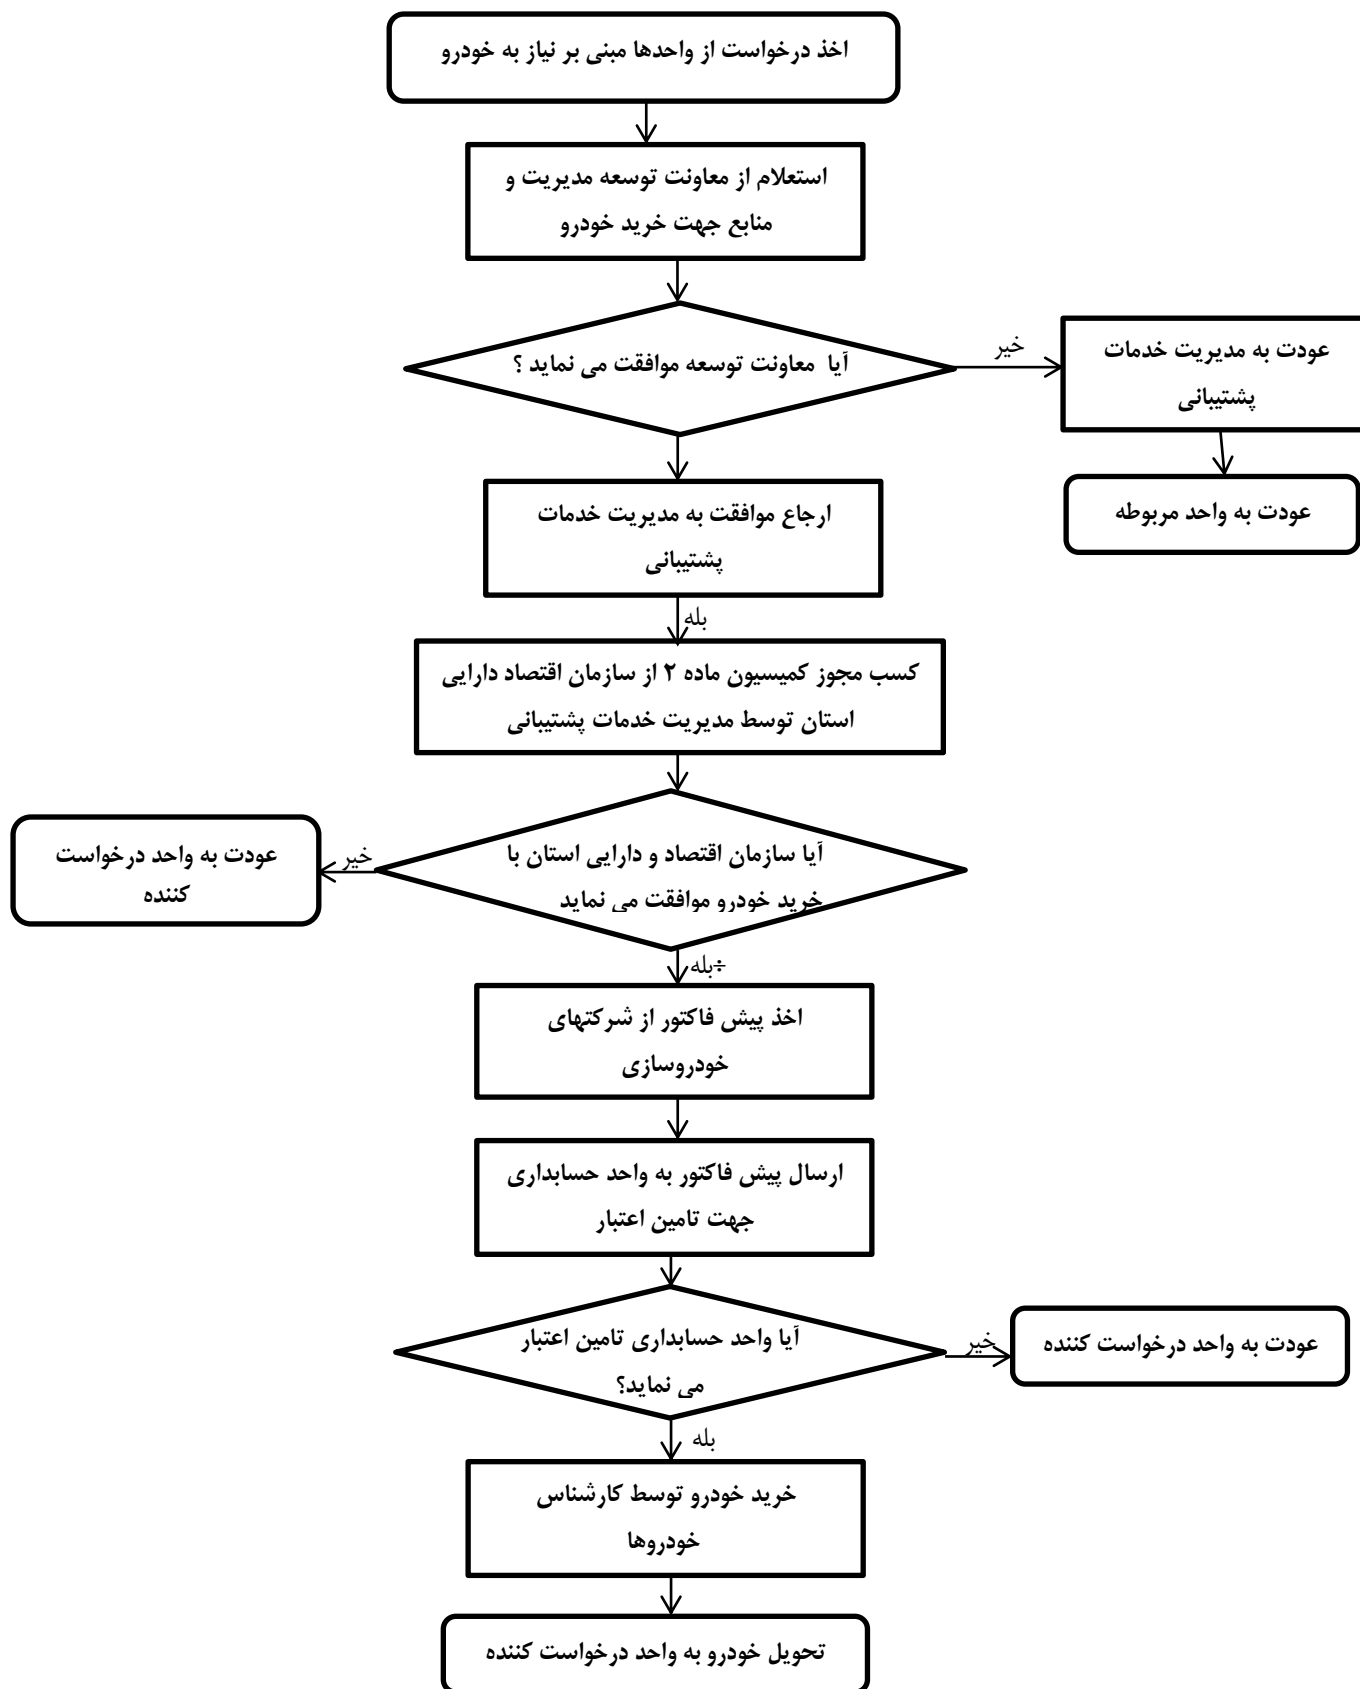 اخذ درخواست از واحدها مبنی بر نیاز به خودرو
استعلام از معاونت توسعه مدیریت و
منابع جهت خرید خودرو
آیا معاونت توسعه موافقت می نماید ؟
خیر
عودت به مدیریت خدمات
پشتیبانی
عودت به واحد مربوطه
ارجاع موافقت به مدیریت خدمات
پشتیبانی
بله
کسب مجوز کمیسیون ماده ۲ از سازمان اقتصاد دارایی
استان توسط مدیریت خدمات پشتیبانی
آیا سازمان اقتصاد و دارایی استان با
خرید خودرو موافقت می نماید
خیر
عودت به واحد درخواست
کننده
÷بله
اخذ پیش فاکتور از شرکتهای
خودروسازی
ارسال پیش فاکتور به واحد حسابداری
جهت تامین اعتبار
آیا واحد حسابداری تامین اعتبار
می نماید؟
خیر
عودت به واحد درخواست کننده
بله
خرید خودرو توسط کارشناس
خودروها
تحویل خودرو به واحد درخواست کننده